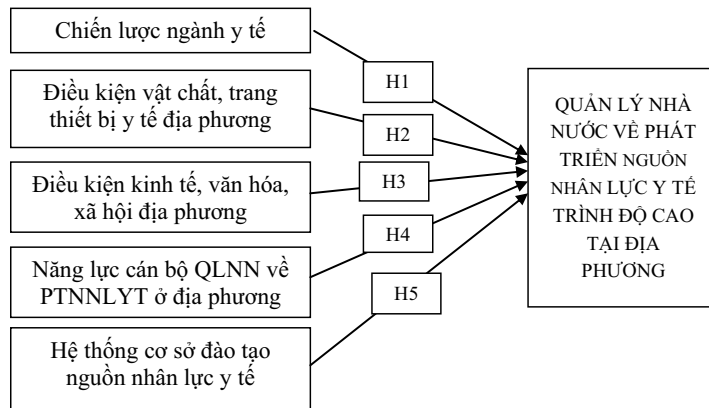 Chiến lược ngành y tế
Điều kiện vật chất, trang
thiết bị y tế địa phương
Điều kiện kinh tế, văn hóa,
xã hội địa phương
Năng lực cán bộ QLNN về
PTNNLYT ở địa phương
Hệ thống cơ sở đào tạo
nguồn nhân lực y tế
H1
H2
H3
H4
H5
QUẢN LÝ NHÀ
NƯỚC VỀ PHÁT
TRIỂN NGUỒN
NHÂN LỰC Y TẾ
TRÌNH ĐỘ CAO
TẠI ĐỊA
PHƯƠNG